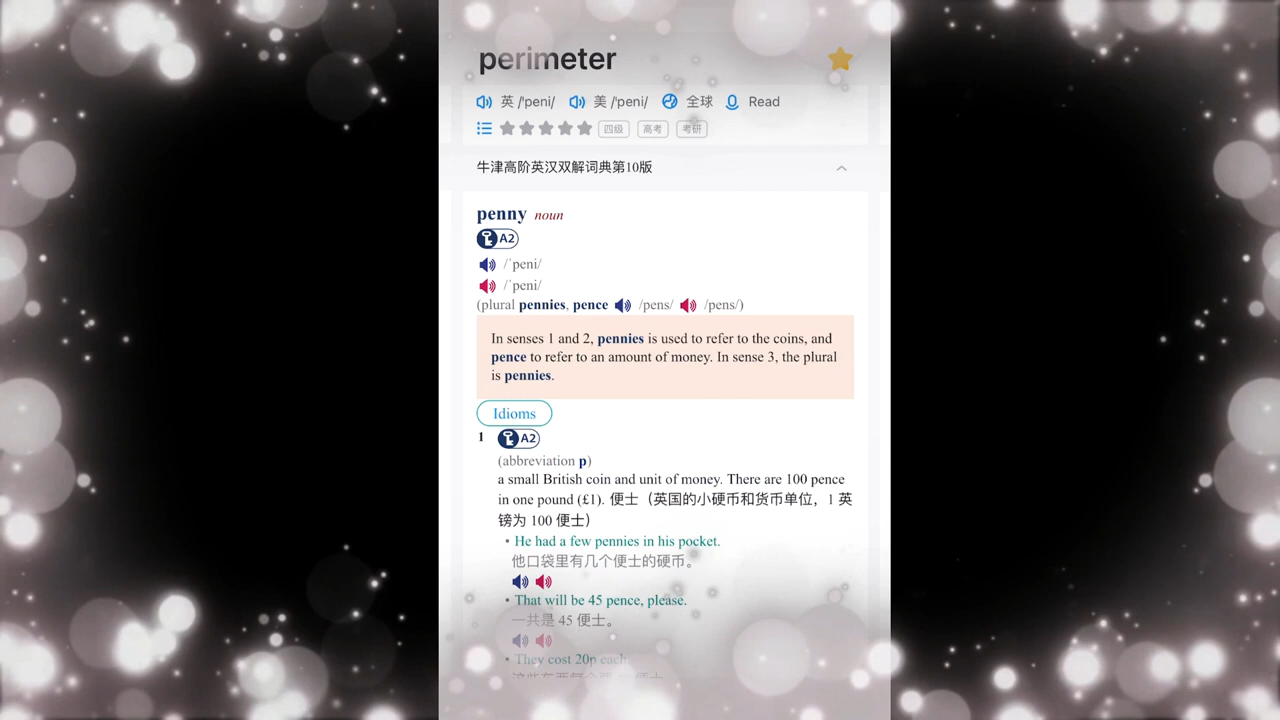 perimeter
英 /'peni/ 美 /'peni/ 全球 Read
四级 高考 考研
牛津高阶英汉双解词典第10版
penny noun
A2
/ˈpeni/
/ˈpeni/
(plural pennies, pence /pens/ /pens/)
In senses 1 and 2, pennies is used to refer to the coins, and
pence to refer to an amount of money. In sense 3, the plural
is pennies.
Idioms
1 A2
(abbreviation p)
a small British coin and unit of money. There are 100 pence
in one pound (£1). 便士（英国的小硬币和货币单位，1 英
镑为 100 便士）
• He had a few pennies in his pocket.
他口袋里有几个便士的硬币。
• That will be 45 pence, please.
一共是 45 便士。
• They cost 20p each.